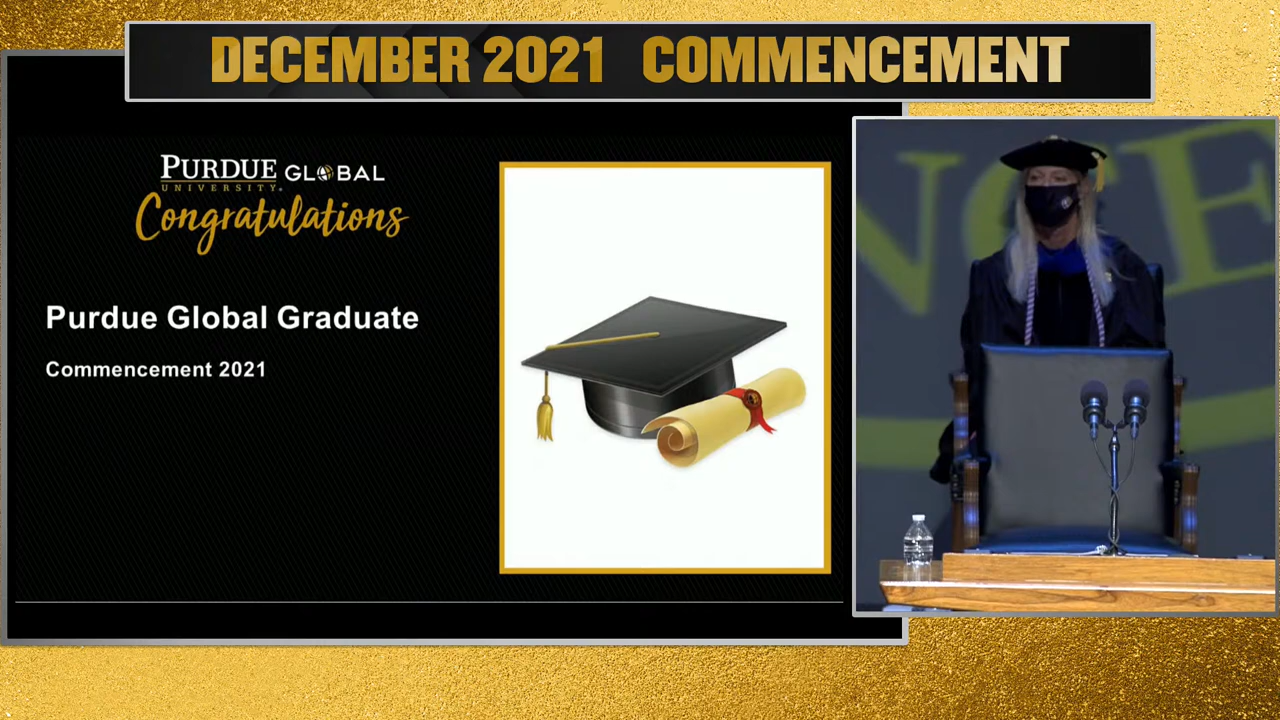 DECEMBER 2021 COMMENCEMENT
PURDUE GLOBAL
UNIVERSITY
Congratulations
Purdue Global Graduate
Commencement 2021